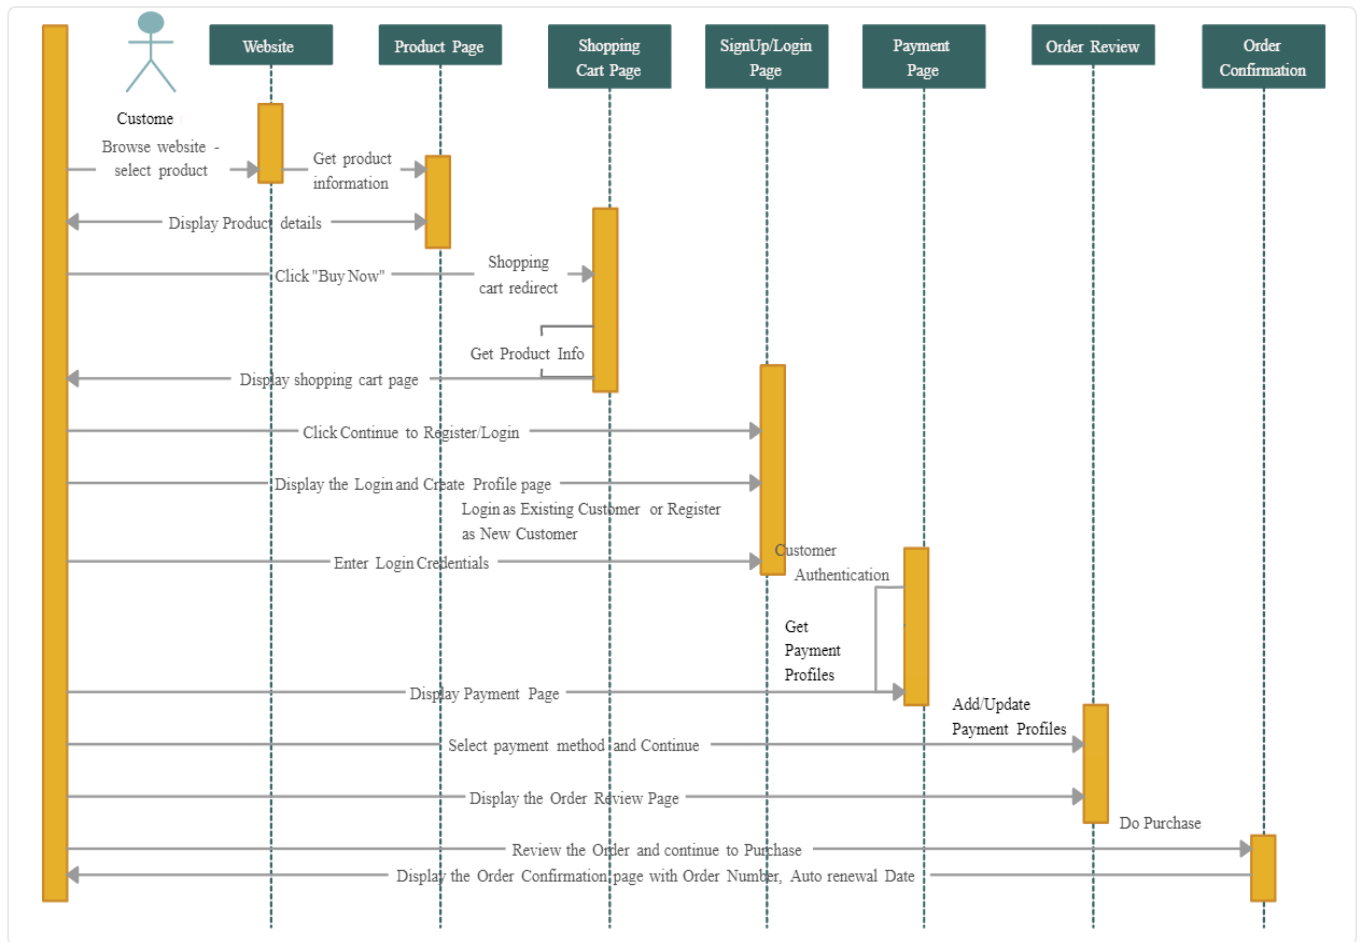 Website
Product Page
Shopping
Cart Page
SignUp/Login
Page
Payment
Page
Order Review
Order
Confirmation
Custome
Browse website -
select product
Get product
information
Display Product details
Click "Buy Now"
Shopping
cart redirect
Get Product Info
Display shopping cart page
Click Continue to Register/Login
Display the Login and Create Profile page
Login as Existing Customer or Register
as New Customer
Enter Login Credentials
Customer
Authentication
Get
Payment
Profiles
Display Payment Page
Add/Update
Payment Profiles
Select payment method and Continue
Display the Order Review Page
Do Purchase
Review the Order and continue to Purchase
Display the Order Confirmation page with Order Number, Auto renewal Date